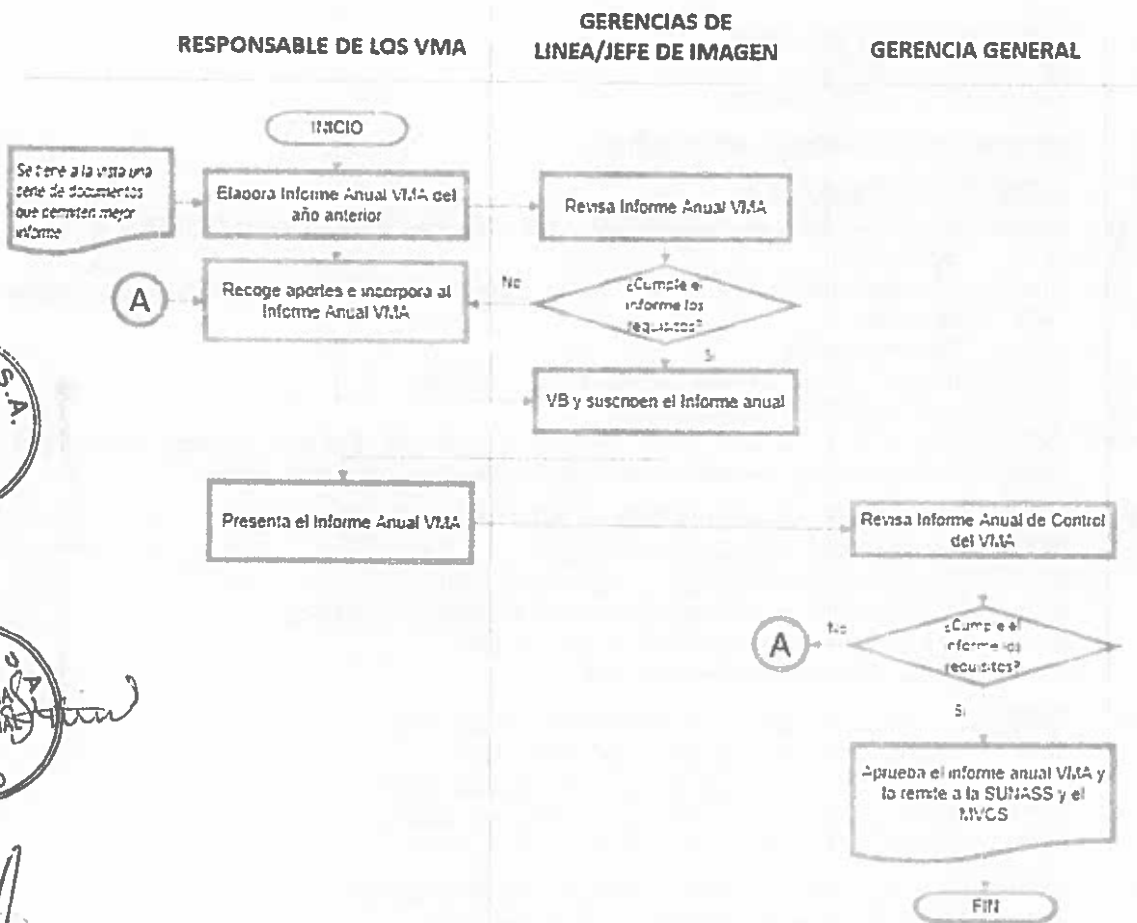 RESPONSABLE DE LOS VMA
GERENCIAS DE
LINEA/JEFE DE IMAGEN
GERENCIA GENERAL
INICIO
Se tiene a la vista una
serie de documentos
que permiten mejor
informe
Elabora Informe Anual VMA del
año anterior
Revisa Informe Anual VMA
A
Recoge aportes e incorpora al
Informe Anual VMA
No
¿Cumple el
informe los
requisitos?
Si
VB y suscriben el Informe anual
S.A.
Presenta el Informe Anual VMA
Revisa Informe Anual de Control
del VMA
A
No
¿Cumple el
informe los
requisitos?
Si
Aprueba el informe anual VMA y
lo remite a la SUNASS y el
MVCS
FIN